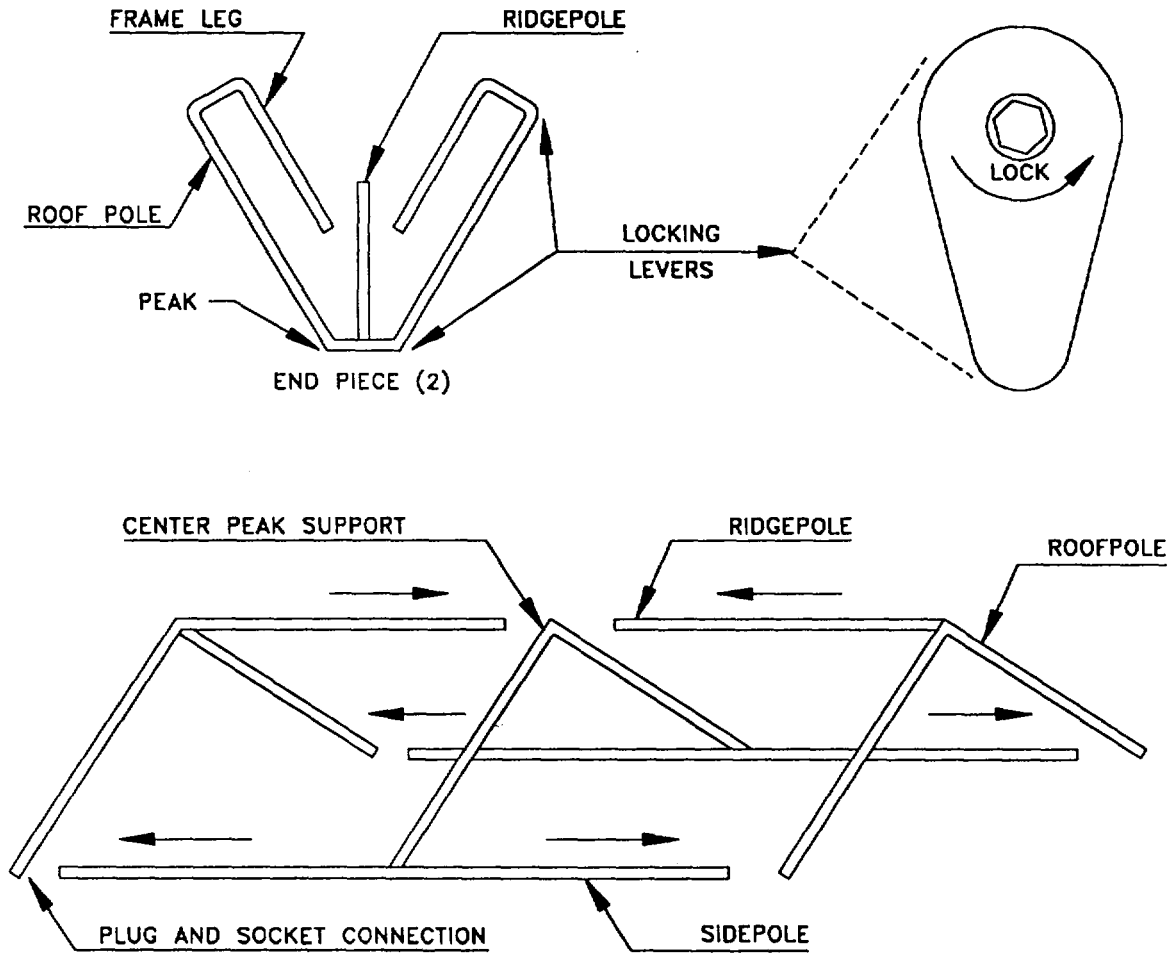 FRAME LEG
RIDGEPOLE
LOCK
ROOF POLE
LOCKING
LEVERS
PEAK
END PIECE (2)
CENTER PEAK SUPPORT
RIDGEPOLE
ROOFPOLE
PLUG AND SOCKET CONNECTION
SIDEPOLE